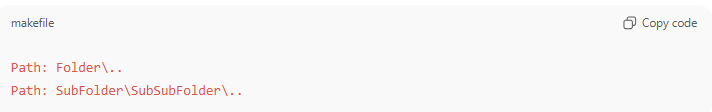 makefile
Copy code
Path: Folder\..
Path: SubFolder\SubSubFolder\..